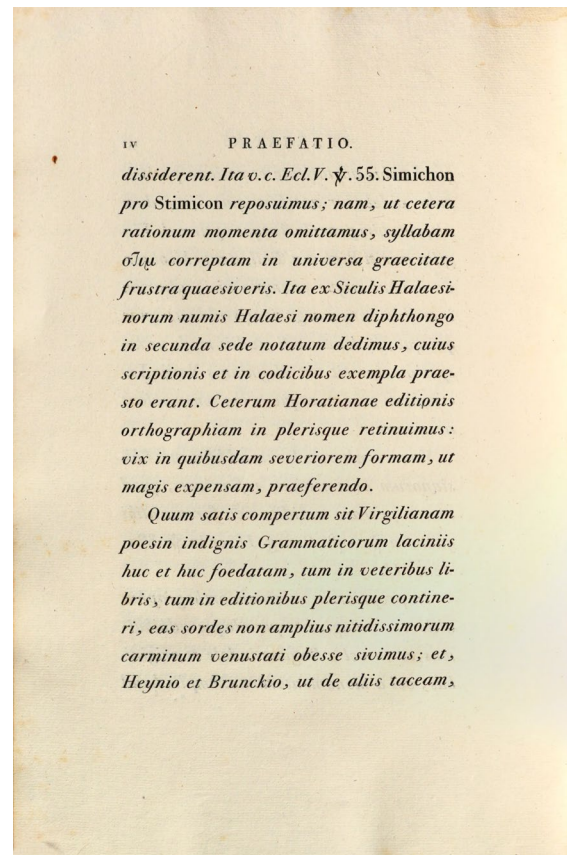 IV PRAEFATIO.
dissiderent. Ita v. c. Ecl. V. ℣. 55. Simichon
pro Stimicon reposuimus; nam, ut cetera
rationum momenta omittamus, syllabam
στιμ correptam in universa graecitate
frustra quaesiveris. Ita ex Siculis Halaesi-
norum numis Halaesi nomen diphthongo
in secunda sede notatum dedimus, cuius
scriptionis et in codicibus exempla prae-
sto erant. Ceterum Horatianae editionis
orthographiam in plerisque retinuimus:
vix in quibusdam severiorem formam, ut
magis expensam, praeferendo.
Quum satis compertum sit Virgilianam
poesin indignis Grammaticorum laciniis
huc et huc foedatam, tum in veteribus li-
bris, tum in editionibus plerisque contine-
ri, eas sordes non amplius nitidissimorum
carminum venustati obesse sivimus; et,
Heynio et Brunckio, ut de aliis taceam,